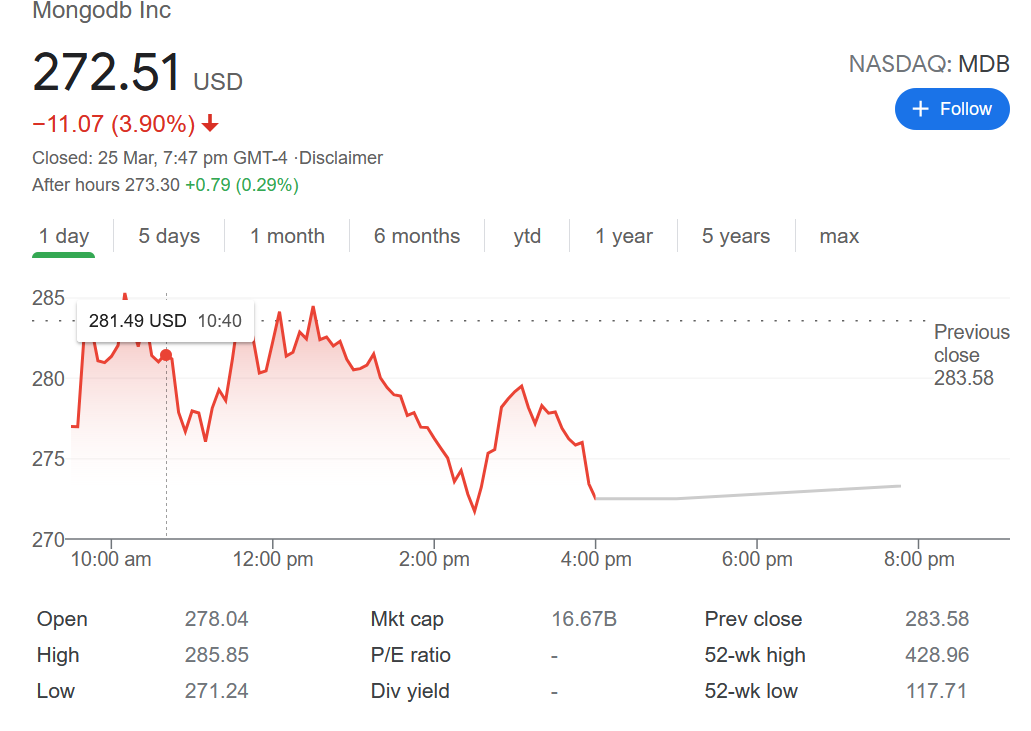 Mongodb Inc
272.51 USD
NASDAQ: MDB
+ Follow
−11.07 (3.90%)
Closed: 25 Mar, 7:47 pm GMT-4 ·Disclaimer
After hours 273.30 +0.79 (0.29%)
1 day 5 days 1 month 6 months ytd 1 year 5 years max
285
281.49 USD 10:40
Previous
close
283.58
280
275
270
10:00 am 12:00 pm 2:00 pm 4:00 pm 6:00 pm 8:00 pm
Open 278.04 Mkt cap 16.67B Prev close 283.58
High 285.85 P/E ratio - 52-wk high 428.96
Low 271.24 Div yield - 52-wk low 117.71